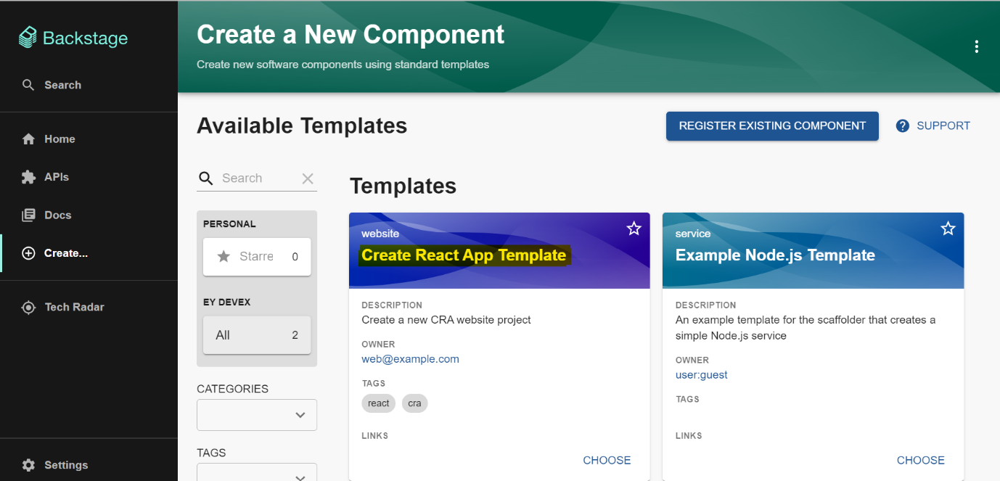 Backstage
Search
Home
APIs
Docs
Create...
Tech Radar
Settings
Create a New Component
Create new software components using standard templates
Available Templates
REGISTER EXISTING COMPONENT
SUPPORT
Search
PERSONAL
Starre 0
EY DEVEX
All 2
CATEGORIES
TAGS
Templates
website
Create React App Template
DESCRIPTION
Create a new CRA website project
OWNER
web@example.com
TAGS
react cra
LINKS
CHOOSE
service
Example Node.js Template
DESCRIPTION
An example template for the scaffolder that creates a
simple Node.js service
OWNER
user:guest
TAGS
LINKS
CHOOSE